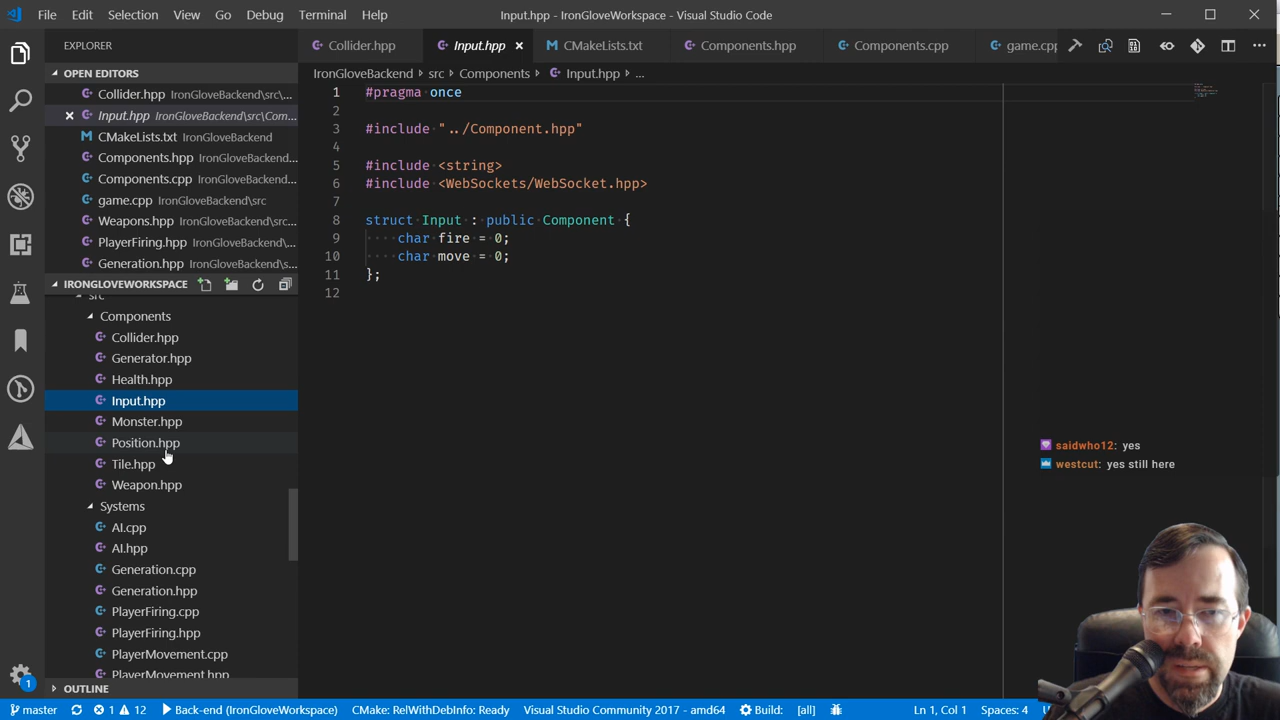 File Edit Selection View Go Debug Terminal Help
Input.hpp - IronGloveWorkspace - Visual Studio Code
EXPLORER
OPEN EDITORS
Collider.hpp IronGloveBackend\src\...
Input.hpp IronGloveBackend\src\Com...
CMakeLists.txt IronGloveBackend
Components.hpp IronGloveBackend...
Components.cpp IronGloveBackend...
game.cpp IronGloveBackend\src
Weapons.hpp IronGloveBackend\src...
PlayerFiring.hpp IronGloveBackend\...
Generation.hpp IronGloveBackend\s...
IRONGLOVEWORKSPACE
src
Components
Collider.hpp
Generator.hpp
Health.hpp
Input.hpp
Monster.hpp
Position.hpp
Tile.hpp
Weapon.hpp
Systems
AI.cpp
AI.hpp
Generation.cpp
Generation.hpp
PlayerFiring.cpp
PlayerFiring.hpp
PlayerMovement.cpp
PlayerMovement.hpp
OUTLINE
Collider.hpp Input.hpp CMakeLists.txt Components.hpp Components.cpp game.cpp
IronGloveBackend > src > Components > Input.hpp > ...
1 #pragma once
2
3 #include "../Component.hpp"
4
5 #include <string>
6 #include <WebSockets/WebSocket.hpp>
7
8 struct Input : public Component {
9 char fire = 0;
10 char move = 0;
11 };
12
saidwho12: yes
westcut: yes still here
1
master 1 12 Back-end (IronGloveWorkspace) CMake: RelWithDebInfo: Ready Visual Studio Community 2017 - amd64 Build: [all] Ln 1, Col 1 Spaces: 4